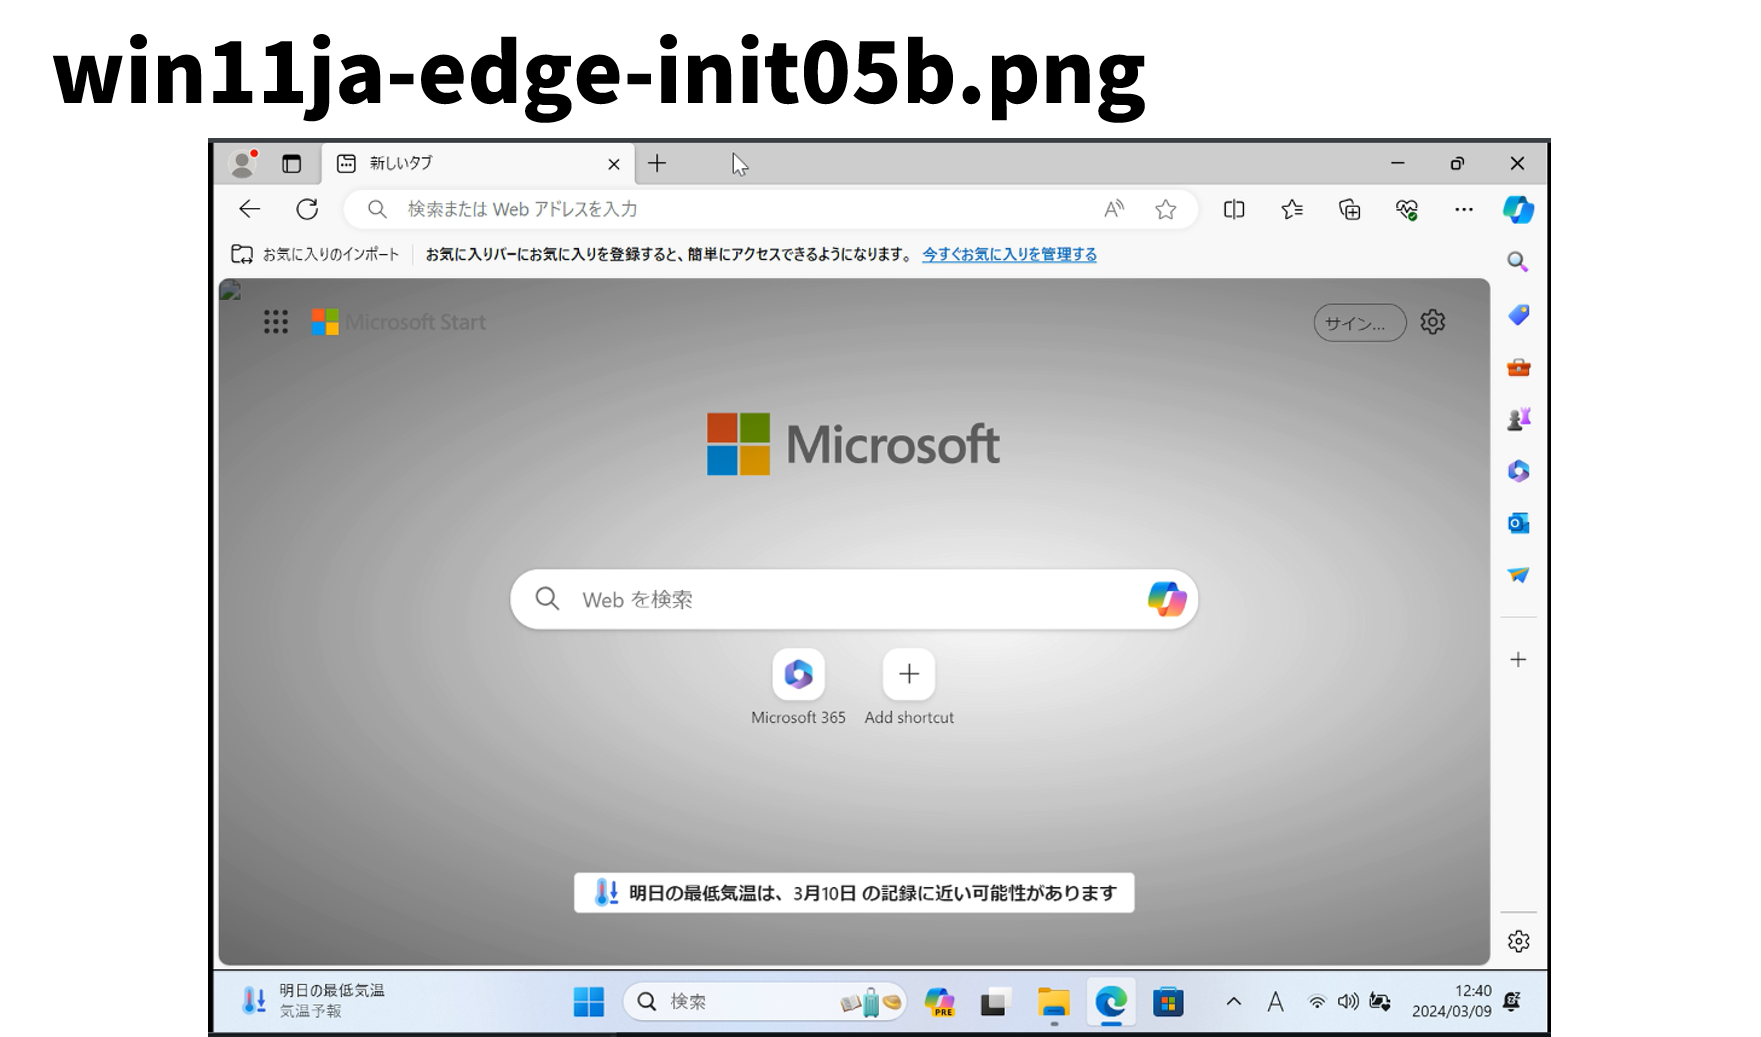 win11ja-edge-init05b.png
新しいタブ
検索または Web アドレスを入力
お気に入りのインポート
お気に入りバーにお気に入りを登録すると、簡単にアクセスできるようになります。 今すぐお気に入りを管理する
Microsoft Start
サイン...
Microsoft
Web を検索
Microsoft 365
Add shortcut
明日の最低気温は、3月10日 の記録に近い可能性があります
明日の最低気温
気温予報
検索
PRE
A
12:40
2024/03/09